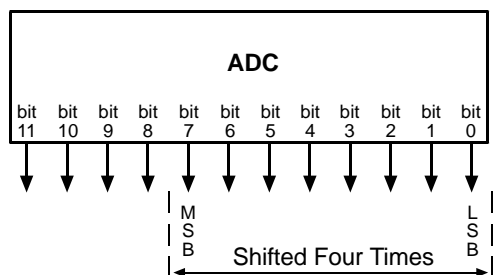 ADC
bit bit bit bit bit bit bit bit bit bit bit bit
11 10 9 8 7 6 5 4 3 2 1 0
MSB LSB
Shifted Four Times